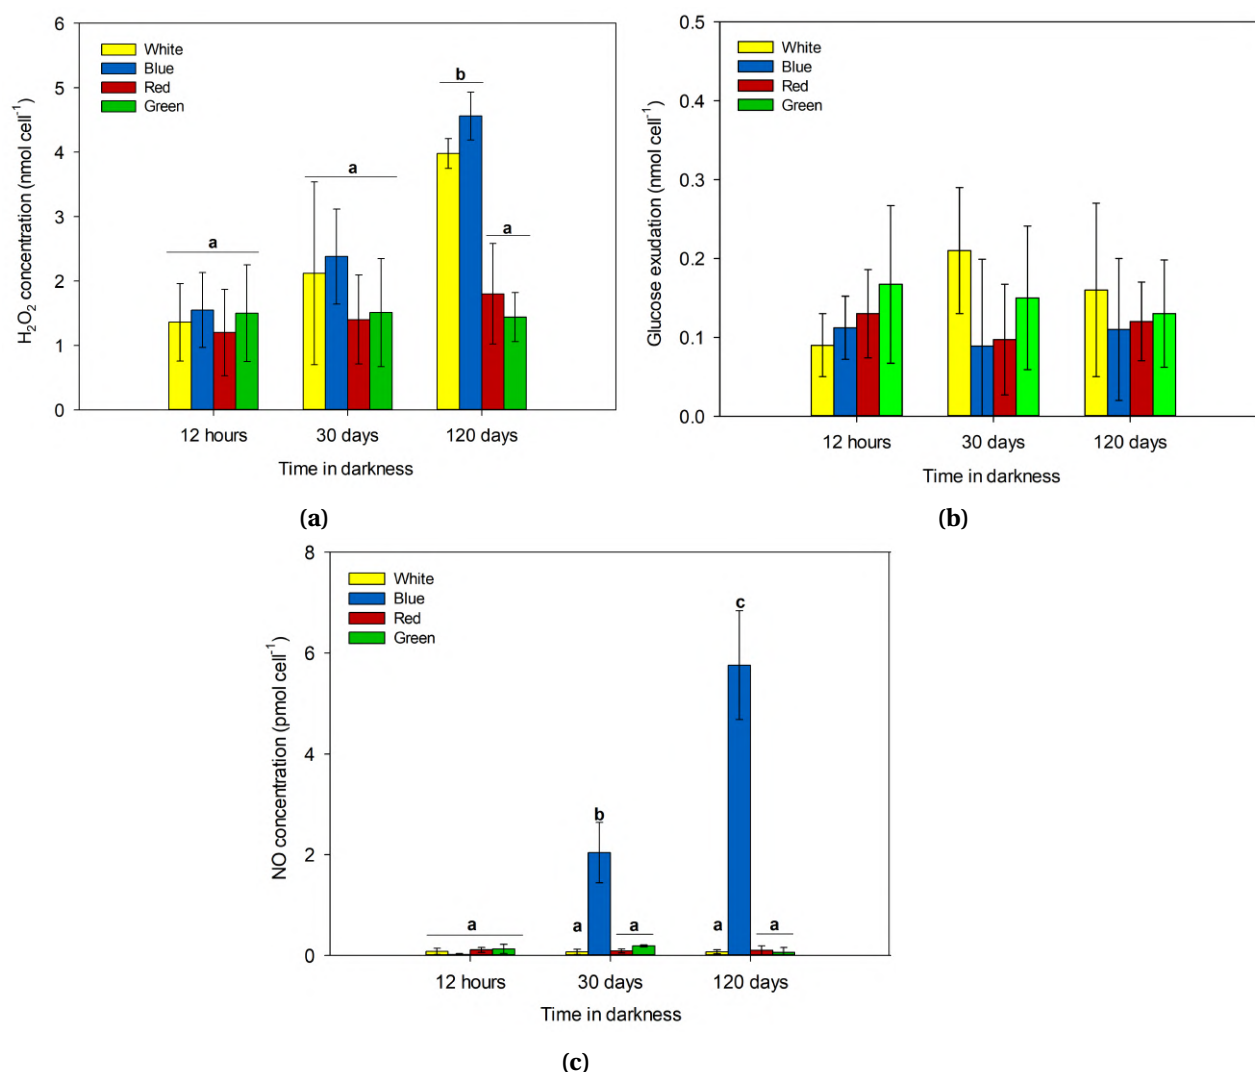 6
5
4
3
2
1
0
H₂O₂ concentration (nmol cell⁻¹)
White
Blue
Red
Green
a
a
b
a
12 hours
30 days
120 days
Time in darkness
(a)
0.5
0.4
0.3
0.2
0.1
0.0
Glucose exudation (nmol cell⁻¹)
White
Blue
Red
Green
12 hours
30 days
120 days
Time in darkness
(b)
8
6
4
2
0
NO concentration (pmol cell⁻¹)
White
Blue
Red
Green
a
a
b
a
a
c
a
12 hours
30 days
120 days
Time in darkness
(c)